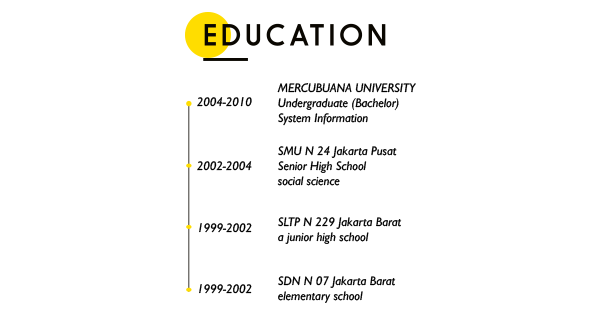 EDUCATION
2004-2010
MERCUBUANA UNIVERSITY
Undergraduate (Bachelor)
System Information
2002-2004
SMU N 24 Jakarta Pusat
Senior High School
social science
1999-2002
SLTP N 229 Jakarta Barat
a junior high school
1999-2002
SDN N 07 Jakarta Barat
elementary school